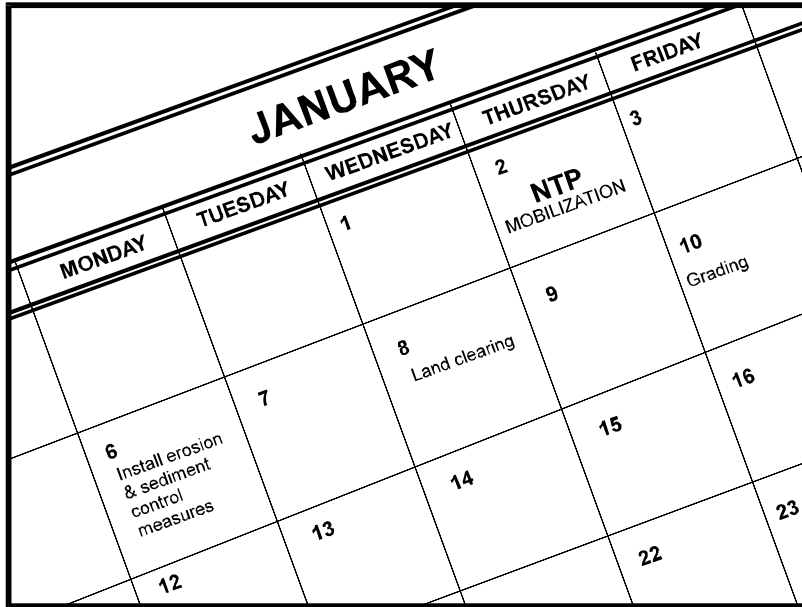 JANUARY
MONDAY TUESDAY WEDNESDAY THURSDAY FRIDAY
1
2
NTP
MOBILIZATION
3
6
Install erosion
& sediment
control
measures
7
8
Land clearing
9
10
Grading
12
13
14
15
16
22
23